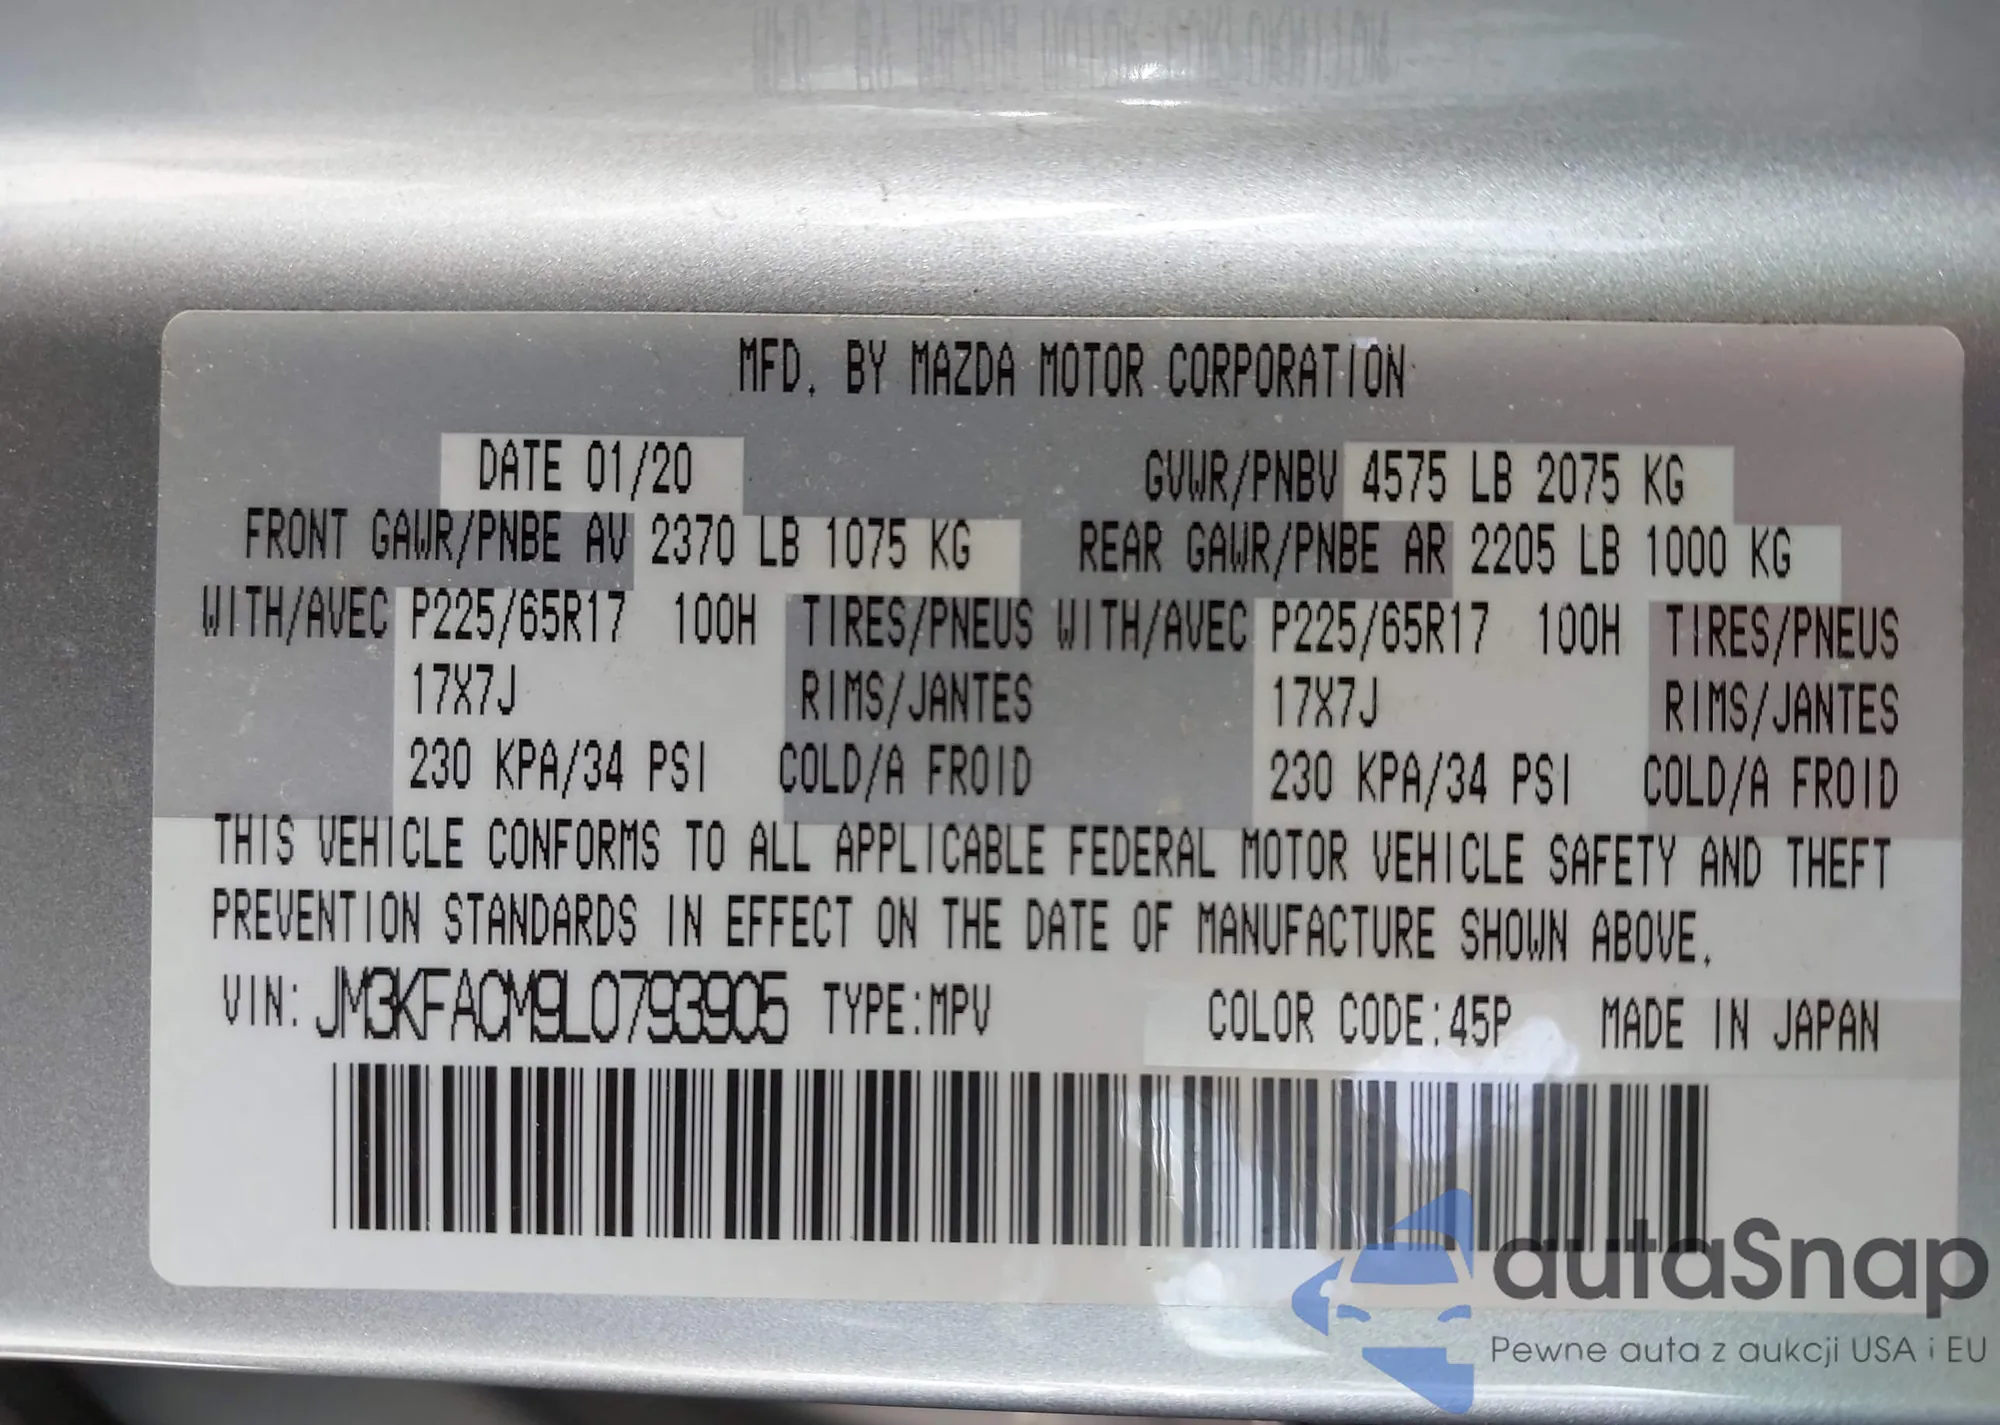 MFD. BY MAZDA MOTOR CORPORATION
DATE 01/20 GVWR/PNBV 4575 LB 2075 KG
FRONT GAWR/PNBE AV 2370 LB 1075 KG REAR GAWR/PNBE AR 2205 LB 1000 KG
WITH/AVEC P225/65R17 100H TIRES/PNEUS WITH/AVEC P225/65R17 100H TIRES/PNEUS
17X7J RIMS/JANTES 17X7J RIMS/JANTES
230 KPA/34 PSI COLD/A FROID 230 KPA/34 PSI COLD/A FROID
THIS VEHICLE CONFORMS TO ALL APPLICABLE FEDERAL MOTOR VEHICLE SAFETY AND THEFT
PREVENTION STANDARDS IN EFFECT ON THE DATE OF MANUFACTURE SHOWN ABOVE.
VIN: JM3KFACM9L0793905 TYPE:MPV COLOR CODE:45P MADE IN JAPAN
autaSnap
Pewne auta z aukcji USA i EU